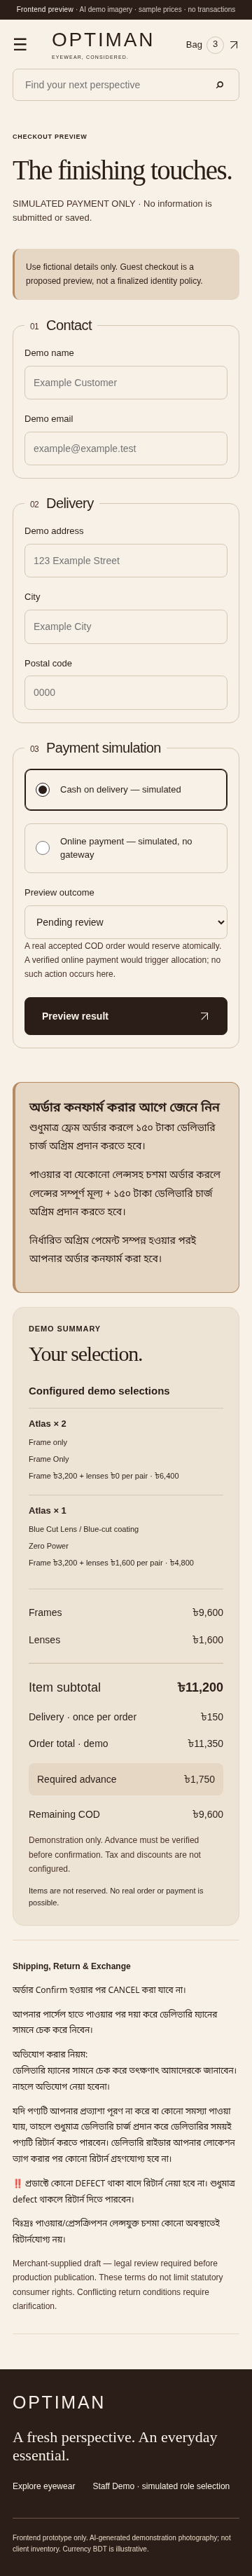 Frontend preview · AI demo imagery · sample prices · no transactions
OPTIMAN
EYEWEAR, CONSIDERED.
Bag 3
Find your next perspective
CHECKOUT PREVIEW
The finishing touches.
SIMULATED PAYMENT ONLY · No information is
submitted or saved.
Use fictional details only. Guest checkout is a
proposed preview, not a finalized identity policy.
01 Contact
Demo name
Example Customer
Demo email
example@example.test
02 Delivery
Demo address
123 Example Street
City
Example City
Postal code
0000
03 Payment simulation
Cash on delivery — simulated
Online payment — simulated, no
gateway
Preview outcome
Pending review
A real accepted COD order would reserve atomically.
A verified online payment would trigger allocation; no
such action occurs here.
Preview result
অর্ডার কনফার্ম করার আগে জেনে নিন
শুধুমাত্র ফ্রেম অর্ডার করলে ১৫০ টাকা ডেলিভারি
চার্জ অগ্রিম প্রদান করতে হবে।
পাওয়ার বা যেকোনো লেন্সসহ চশমা অর্ডার করলে
লেন্সের সম্পূর্ণ মূল্য + ১৫০ টাকা ডেলিভারি চার্জ
অগ্রিম প্রদান করতে হবে।
নির্ধারিত অগ্রিম পেমেন্ট সম্পন্ন হওয়ার পরই
আপনার অর্ডার কনফার্ম করা হবে।
DEMO SUMMARY
Your selection.
Configured demo selections
Atlas × 2
Frame only
Frame Only
Frame ৳3,200 + lenses ৳0 per pair · ৳6,400
Atlas × 1
Blue Cut Lens / Blue-cut coating
Zero Power
Frame ৳3,200 + lenses ৳1,600 per pair · ৳4,800
Frames ৳9,600
Lenses ৳1,600
Item subtotal ৳11,200
Delivery · once per order ৳150
Order total · demo ৳11,350
Required advance ৳1,750
Remaining COD ৳9,600
Demonstration only. Advance must be verified
before confirmation. Tax and discounts are not
configured.
Items are not reserved. No real order or payment is
possible.
Shipping, Return & Exchange
অর্ডার Confirm হওয়ার পর CANCEL করা যাবে না।
আপনার পার্সেল হাতে পাওয়ার পর দয়া করে ডেলিভারি ম্যানের
সামনে চেক করে নিবেন।
অভিযোগ করার নিয়ম:
ডেলিভারি ম্যানের সামনে চেক করে তৎক্ষণাৎ আমাদেরকে জানাবেন।
নাহলে অভিযোগ নেয়া হবেনা।
যদি পণ্যটি আপনার প্রত্যাশা পূরণ না করে বা কোনো সমস্যা পাওয়া
যায়, তাহলে শুধুমাত্র ডেলিভারি চার্জ প্রদান করে ডেলিভারির সময়ই
পণ্যটি রিটার্ন করতে পারবেন। ডেলিভারি রাইডার আপনার লোকেশন
ত্যাগ করার পর কোনো রিটার্ন গ্রহণযোগ্য হবে না।
‼️ প্রডাক্টে কোনো DEFECT থাকা বাদে রিটার্ন নেয়া হবে না। শুধুমাত্র
defect থাকলে রিটার্ন দিতে পারবেন।
বিঃদ্রঃ পাওয়ার/প্রেসক্রিপশন লেন্সযুক্ত চশমা কোনো অবস্থাতেই
রিটার্নযোগ্য নয়।
Merchant-supplied draft — legal review required before
production publication. These terms do not limit statutory
consumer rights. Conflicting return conditions require
clarification.
OPTIMAN
A fresh perspective. An everyday
essential.
Explore eyewear Staff Demo · simulated role selection
Frontend prototype only. AI-generated demonstration photography; not
client inventory. Currency BDT is illustrative.